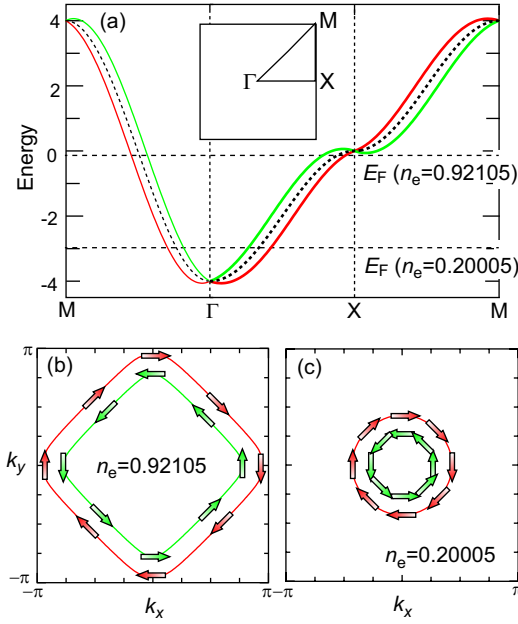 4
(a)
M
Γ
X
2
Energy
0
E_F (n_e=0.92105)
-2
E_F (n_e=0.20005)
-4
M
Γ
X
M
π
(b)
k_y
n_e=0.92105
−π
−π
k_x
π
(c)
n_e=0.20005
−π
k_x
π